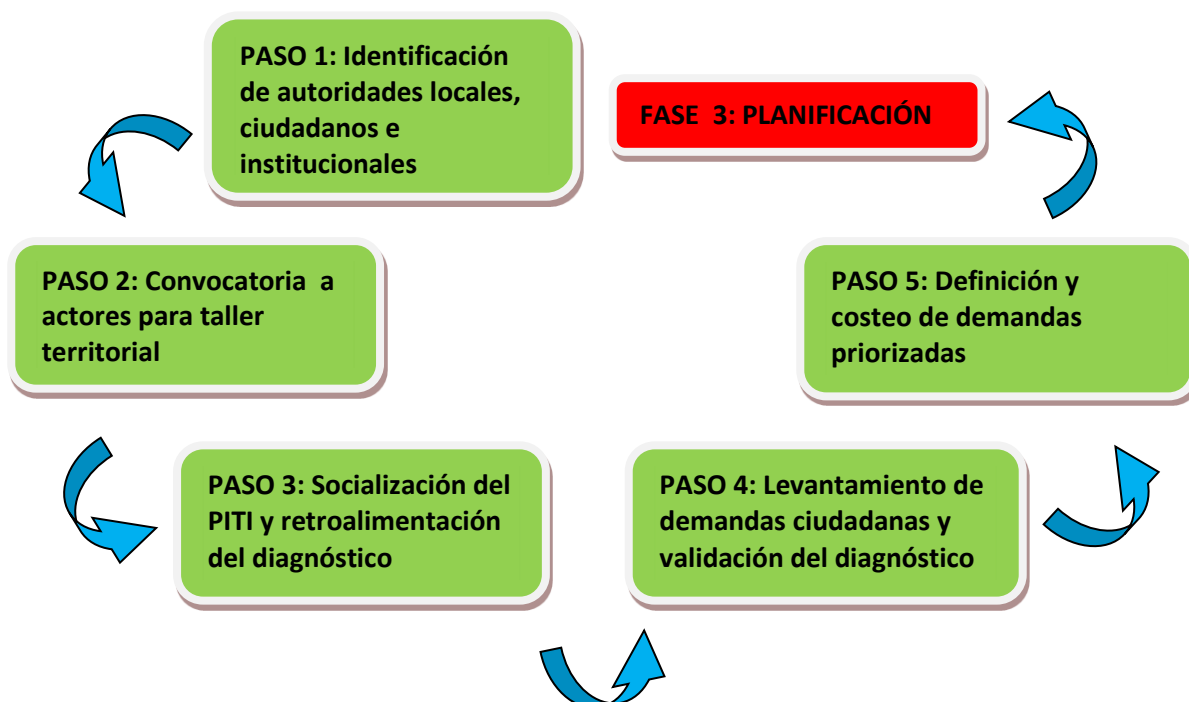 PASO 1: Identificación
de autoridades locales,
ciudadanos e
institucionales
FASE 3: PLANIFICACIÓN
PASO 2: Convocatoria a
actores para taller
territorial
PASO 5: Definición y
costeo de demandas
priorizadas
PASO 3: Socialización del
PITI y retroalimentación
del diagnóstico
PASO 4: Levantamiento de
demandas ciudadanas y
validación del diagnóstico